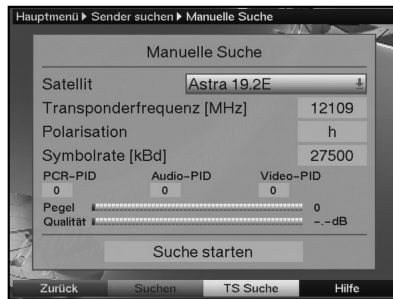 Hauptmenü ▶ Sender suchen ▶ Manuelle Suche
Manuelle Suche
Satellit Astra 19.2E
Transponderfrequenz [MHz] 12109
Polarisation h
Symbolrate [kBd] 27500
PCR-PID Audio-PID Video-PID
0 0 0
Pegel 0
Qualität -.-dB
Suche starten
Zurück Suchen TS Suche Hilfe